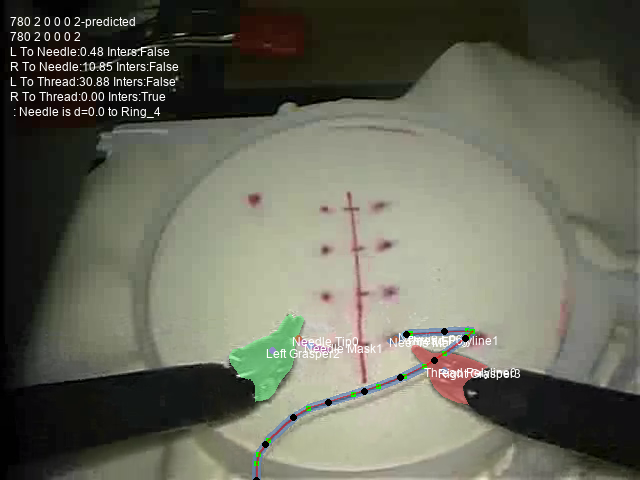 780 2 0 0 0 2-predicted
780 2 0 0 0 2
L To Needle:0.48 Inters:False
R To Needle:10.85 Inters:False
L To Thread:30.88 Inters:False
R To Thread:0.00 Inters:True
: Needle is d=0.0 to Ring_4
Needle Tip0
Needle Mask1
Left Grasper2